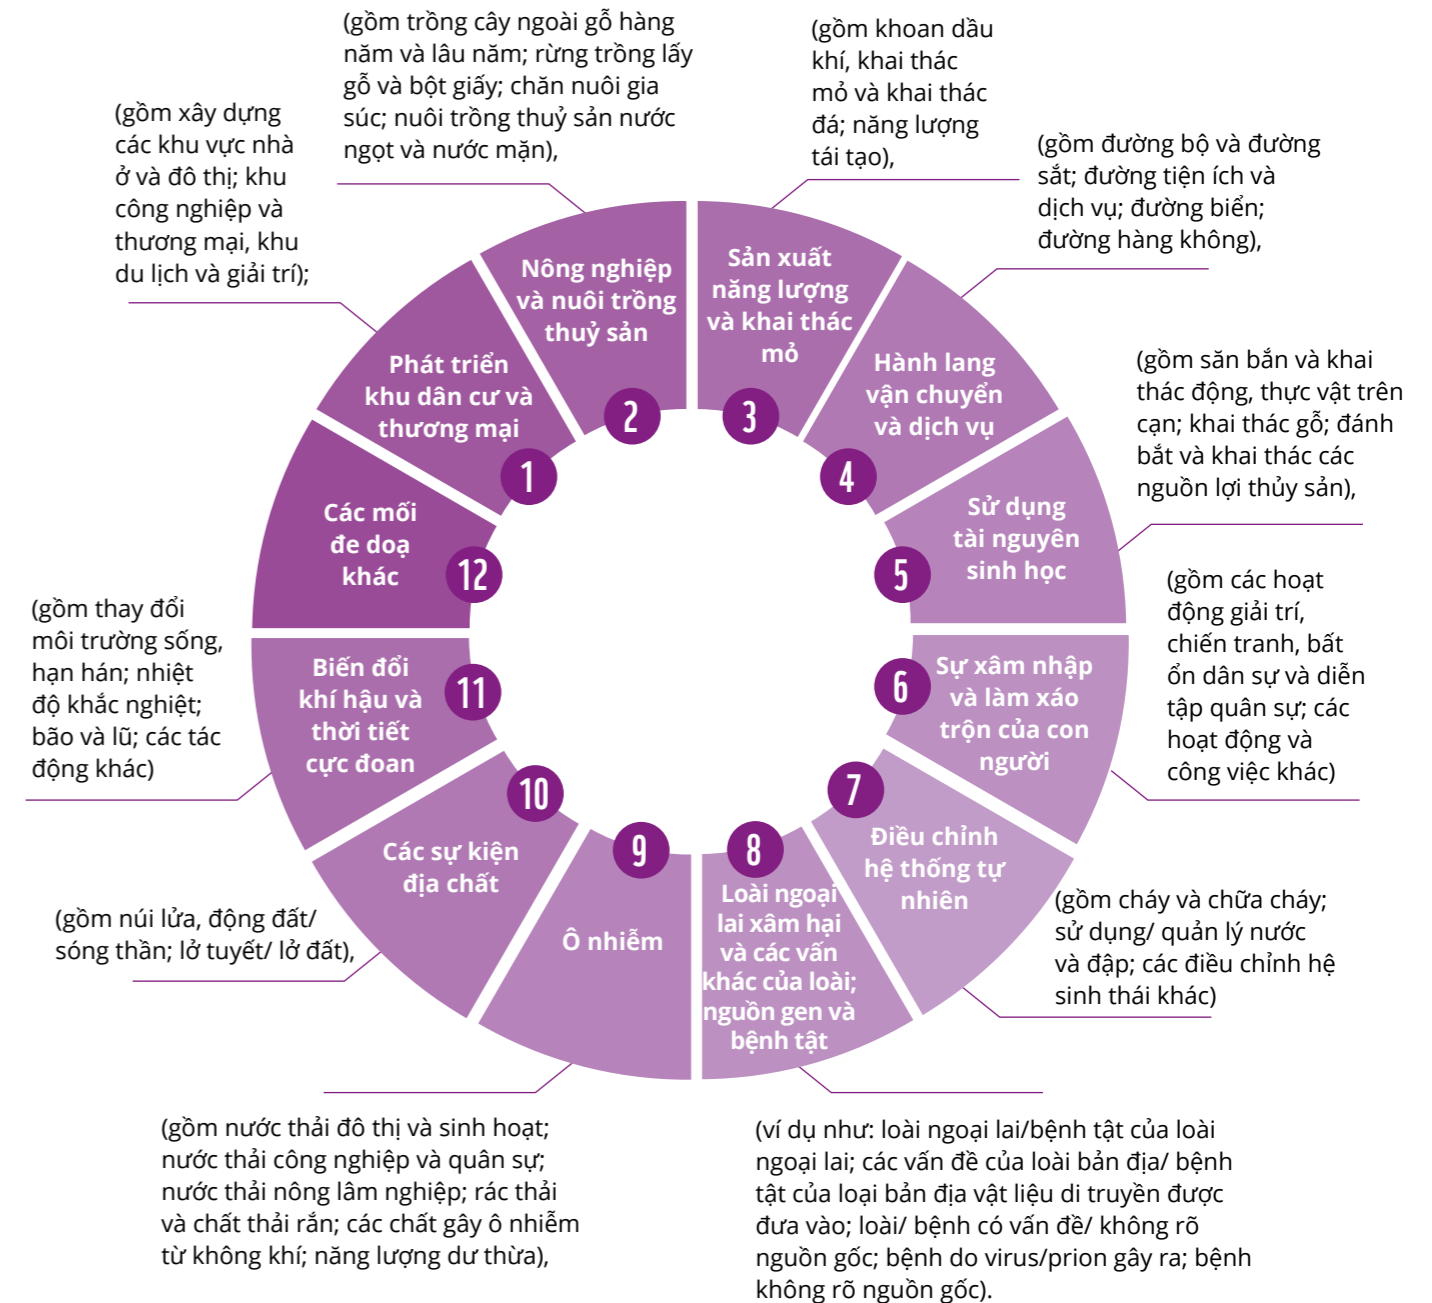 (gồm xây dựng
các khu vực nhà
ở và đô thị; khu
công nghiệp và
thương mại, khu
du lịch và giải trí);
Phát triển
khu dân cư và
thương mại
1
(gồm trồng cây ngoài gỗ hàng
năm và lâu năm; rừng trồng lấy
gỗ và bột giấy; chăn nuôi gia
súc; nuôi trồng thuỷ sản nước
ngọt và nước mặn),
Nông nghiệp
và nuôi trồng
thuỷ sản
2
(gồm khoan dầu
khí, khai thác
mỏ và khai thác
đá; năng lượng
tái tạo),
Sản xuất
năng lượng
và khai thác
mỏ
3
(gồm đường bộ và đường
sắt; đường tiện ích và
dịch vụ; đường biển;
đường hàng không),
Hành lang
vận chuyển
và dịch vụ
4
(gồm săn bắn và khai
thác động, thực vật trên
cạn; khai thác gỗ; đánh
bắt và khai thác các
nguồn lợi thủy sản),
Sử dụng
tài nguyên
sinh học
5
(gồm các hoạt
động giải trí,
chiến tranh, bất
ổn dân sự và diễn
tập quân sự; các
hoạt động và
công việc khác)
Sự xâm nhập
và làm xáo
trộn của con
người
6
7
Điều chỉnh
hệ thống tự
nhiên
(gồm cháy và chữa cháy;
sử dụng/ quản lý nước
và đập; các điều chỉnh hệ
sinh thái khác)
8
Loài ngoại
lai xâm hại
và các vấn
khác của loài;
nguồn gen và
bệnh tật
(ví dụ như: loài ngoại lai/bệnh tật của loài
ngoại lai; các vấn đề của loài bản địa/ bệnh
tật của loại bản địa vật liệu di truyền được
đưa vào; loài/ bệnh có vấn đề/ không rõ
nguồn gốc; bệnh do virus/prion gây ra; bệnh
không rõ nguồn gốc).
9
Ô nhiễm
(gồm nước thải đô thị và sinh hoạt;
nước thải công nghiệp và quân sự;
nước thải nông lâm nghiệp; rác thải
và chất thải rắn; các chất gây ô nhiễm
từ không khí; năng lượng dư thừa),
10
Các sự kiện
địa chất
(gồm núi lửa, động đất/
sóng thần; lở tuyết/ lở đất),
11
Biến đổi
khí hậu và
thời tiết
cực đoan
(gồm thay đổi
môi trường sống,
hạn hán; nhiệt
độ khắc nghiệt;
bão và lũ; các tác
động khác)
Các mối
đe doạ
khác
12